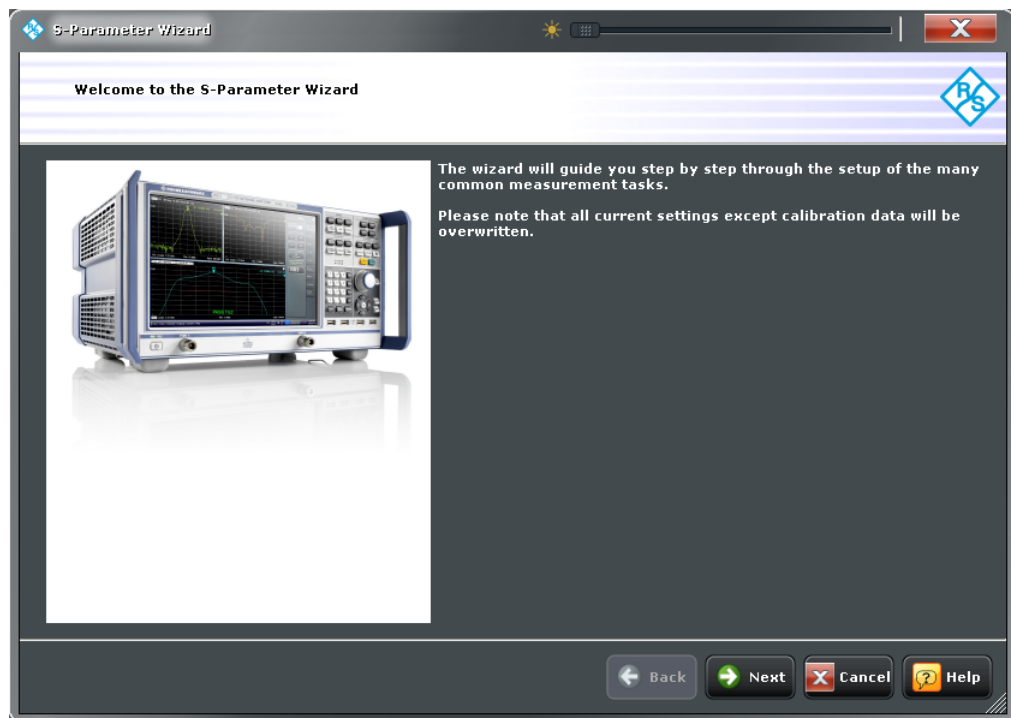 S-Parameter Wizard
X
Welcome to the S-Parameter Wizard
R
S
The wizard will guide you step by step through the setup of the many
common measurement tasks.
Please note that all current settings except calibration data will be
overwritten.
Back
Next
X Cancel
? Help